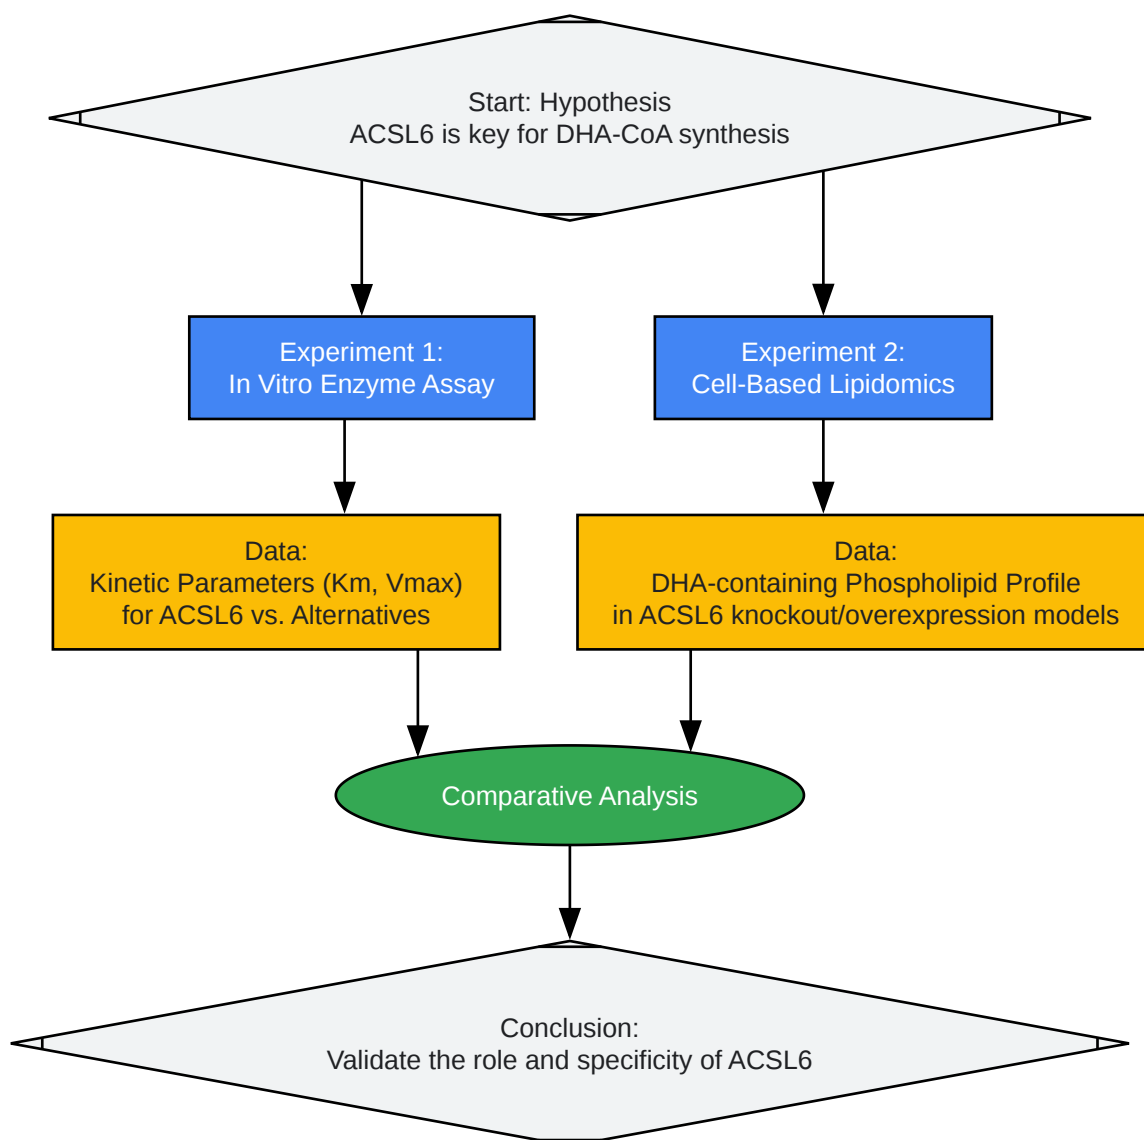 Start: Hypothesis
ACSL6 is key for DHA-CoA synthesis
Experiment 1:
In Vitro Enzyme Assay
Experiment 2:
Cell-Based Lipidomics
Data:
Kinetic Parameters (Km, Vmax)
for ACSL6 vs. Alternatives
Data:
DHA-containing Phospholipid Profile
in ACSL6 knockout/overexpression models
Comparative Analysis
Conclusion:
Validate the role and specificity of ACSL6